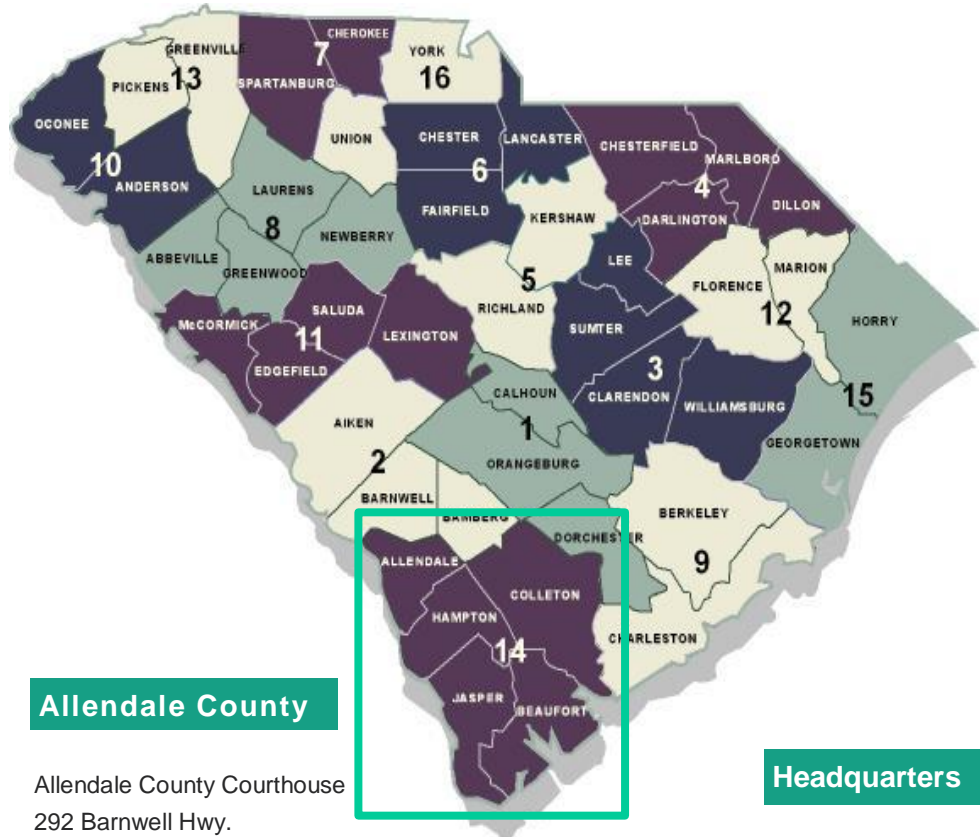 CHEROKEE
GREENVILLE
7
YORK
PICKENS
13
SPARTANBURG
16
OCONEE
UNION
CHESTER
LANCASTER
CHESTERFIELD
MARLBORO
10
ANDERSON
6
LAURENS
4
FAIRFIELD
KERSHAW
DARLINGTON
DILLON
8
NEWBERRY
ABBEVILLE
GREENWOOD
LEE
MARION
5
FLORENCE
RICHLAND
SALUDA
12
HORRY
McCORMICK
11
LEXINGTON
SUMTER
EDGEFIELD
3
CALHOUN
CLARENDON
15
WILLIAMSBURG
AIKEN
1
GEORGETOWN
2
ORANGEBURG
BARNWELL
BERKELEY
BAMBERG
DORCHESTER
ALLENDALE
9
COLLETON
HAMPTON
CHARLESTON
14
JASPER
BEAUFORT
Allendale County
Headquarters
Allendale County Courthouse
292 Barnwell Hwy.